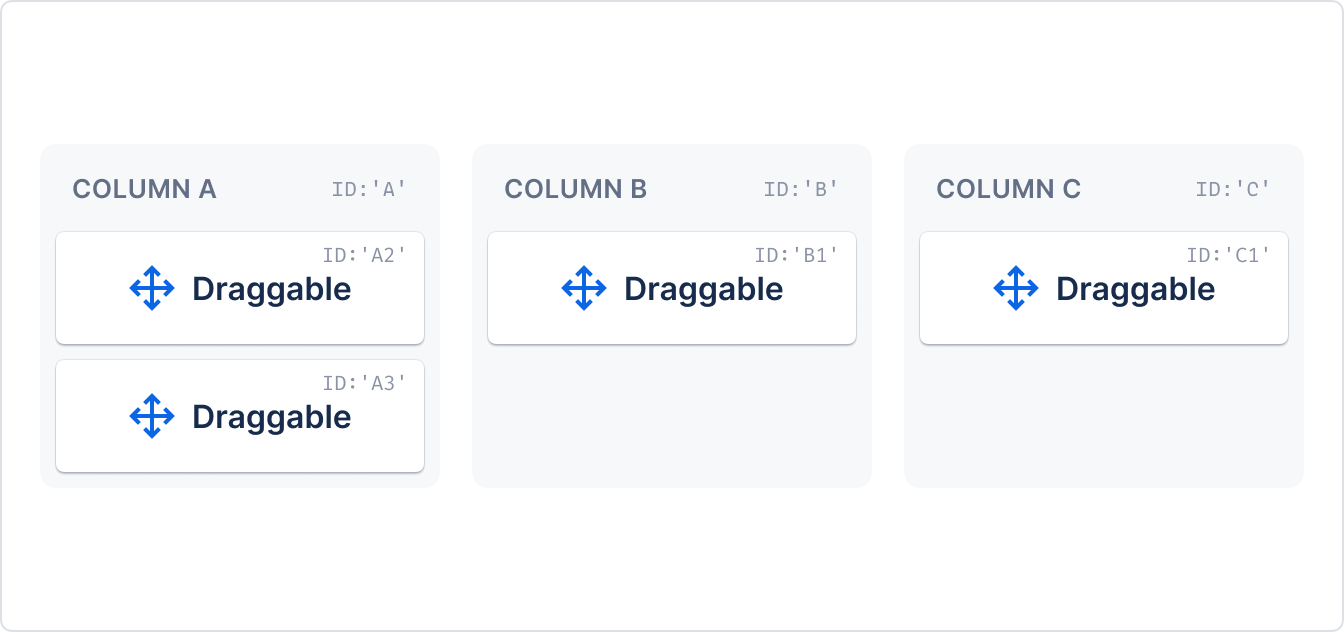 COLUMN A ID:'A'
ID:'A2'
Draggable
ID:'A3'
Draggable
COLUMN B ID:'B'
ID:'B1'
Draggable
COLUMN C ID:'C'
ID:'C1'
Draggable